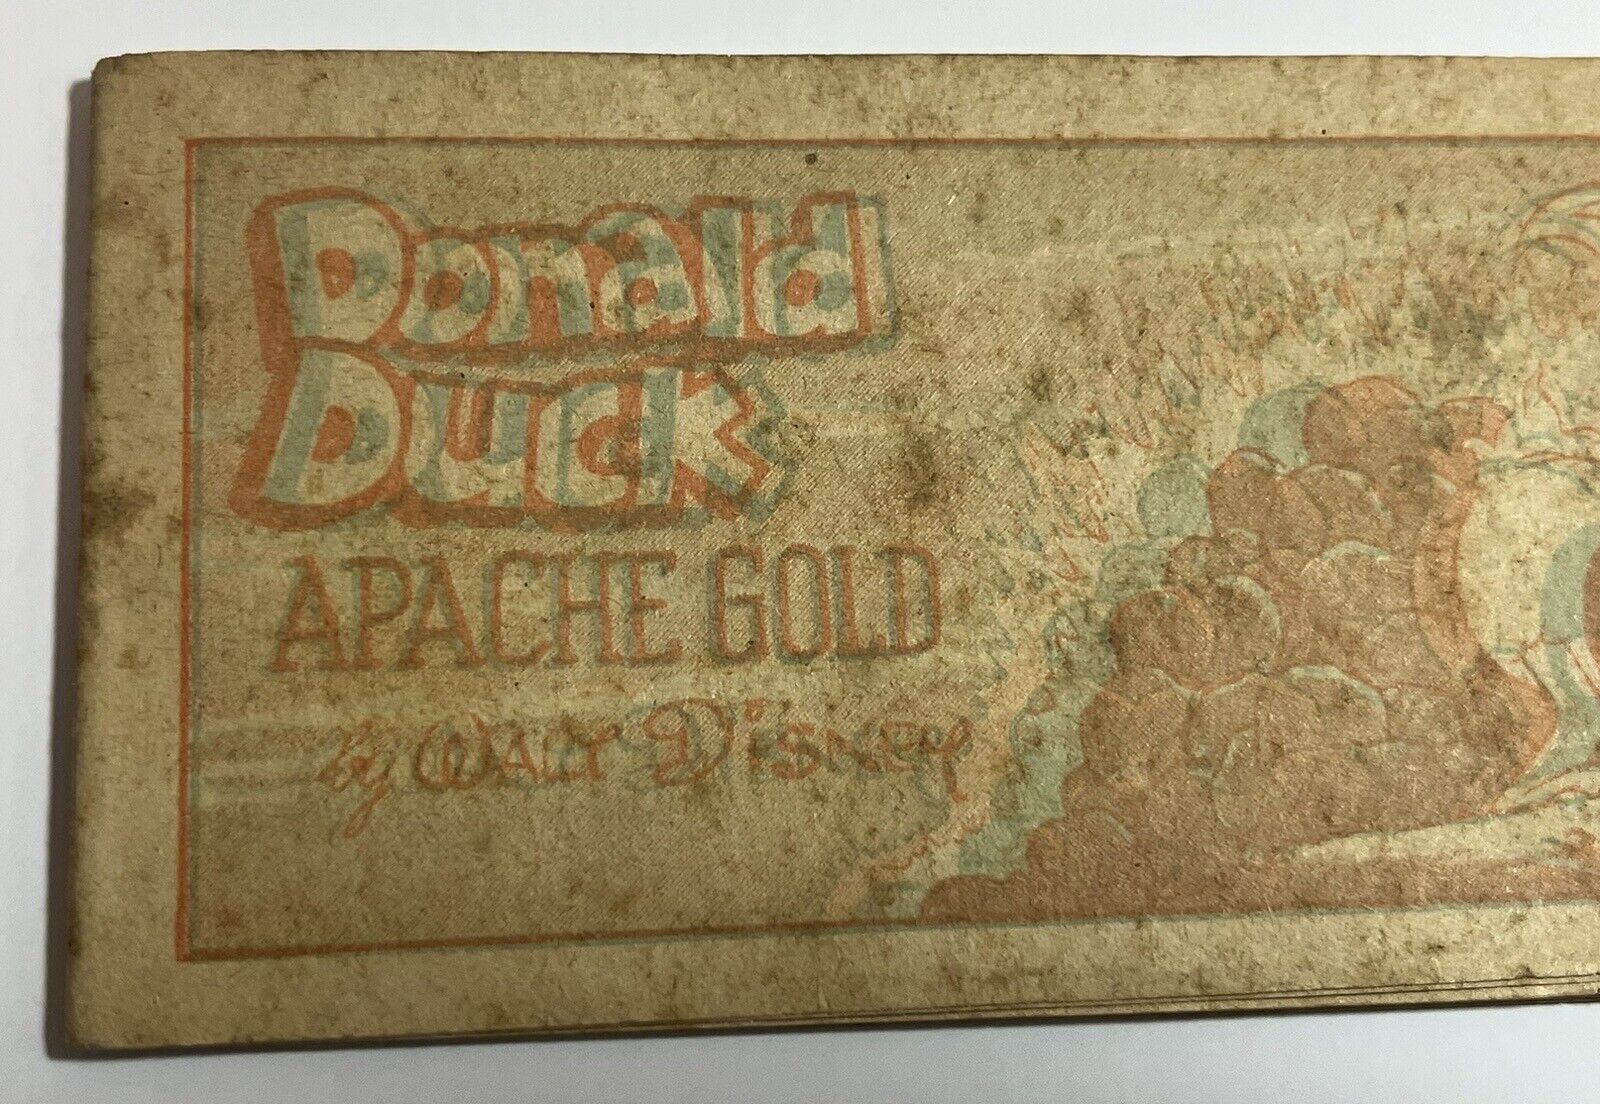 Donald
Duck
APACHE GOLD
by WALT DISNEY